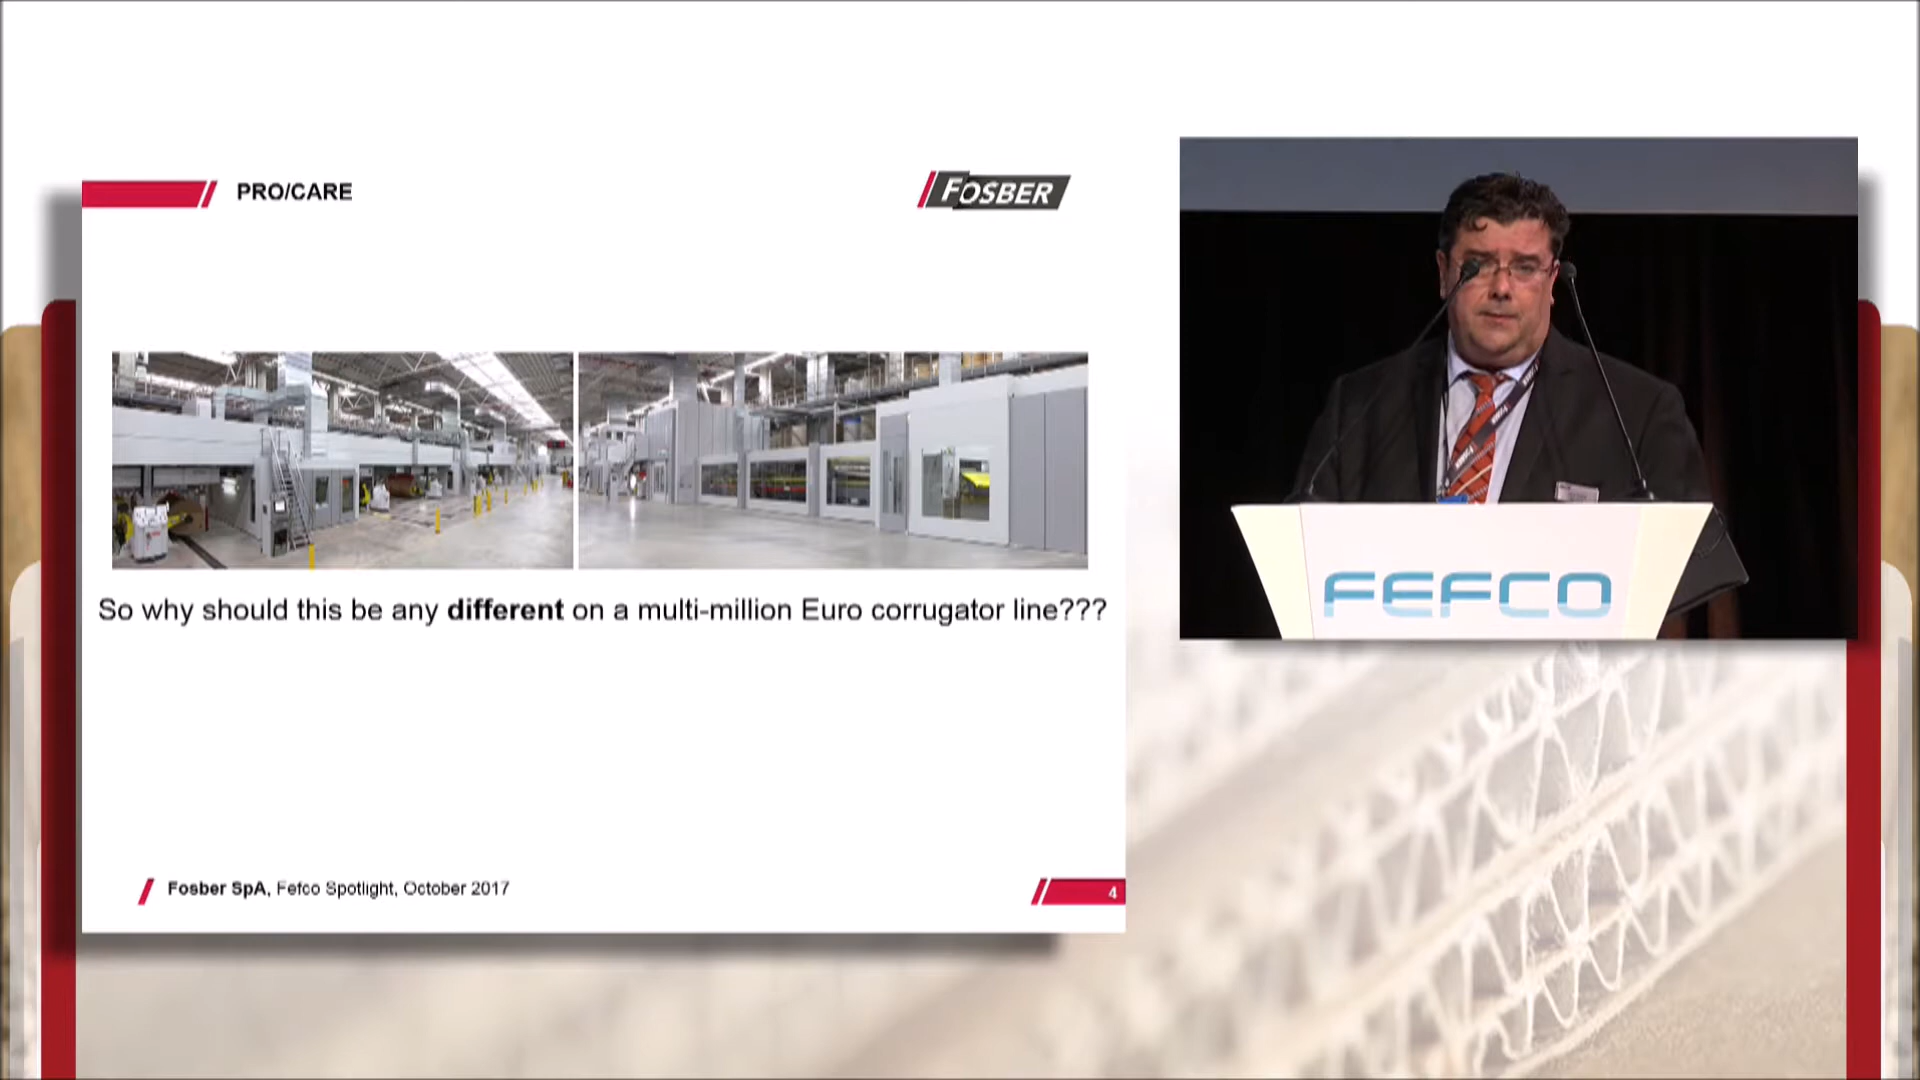 PRO/CARE
FOSBER
So why should this be any different on a multi-million Euro corrugator line???
Fosber SpA, Fefco Spotlight, October 2017
4
FEFCO